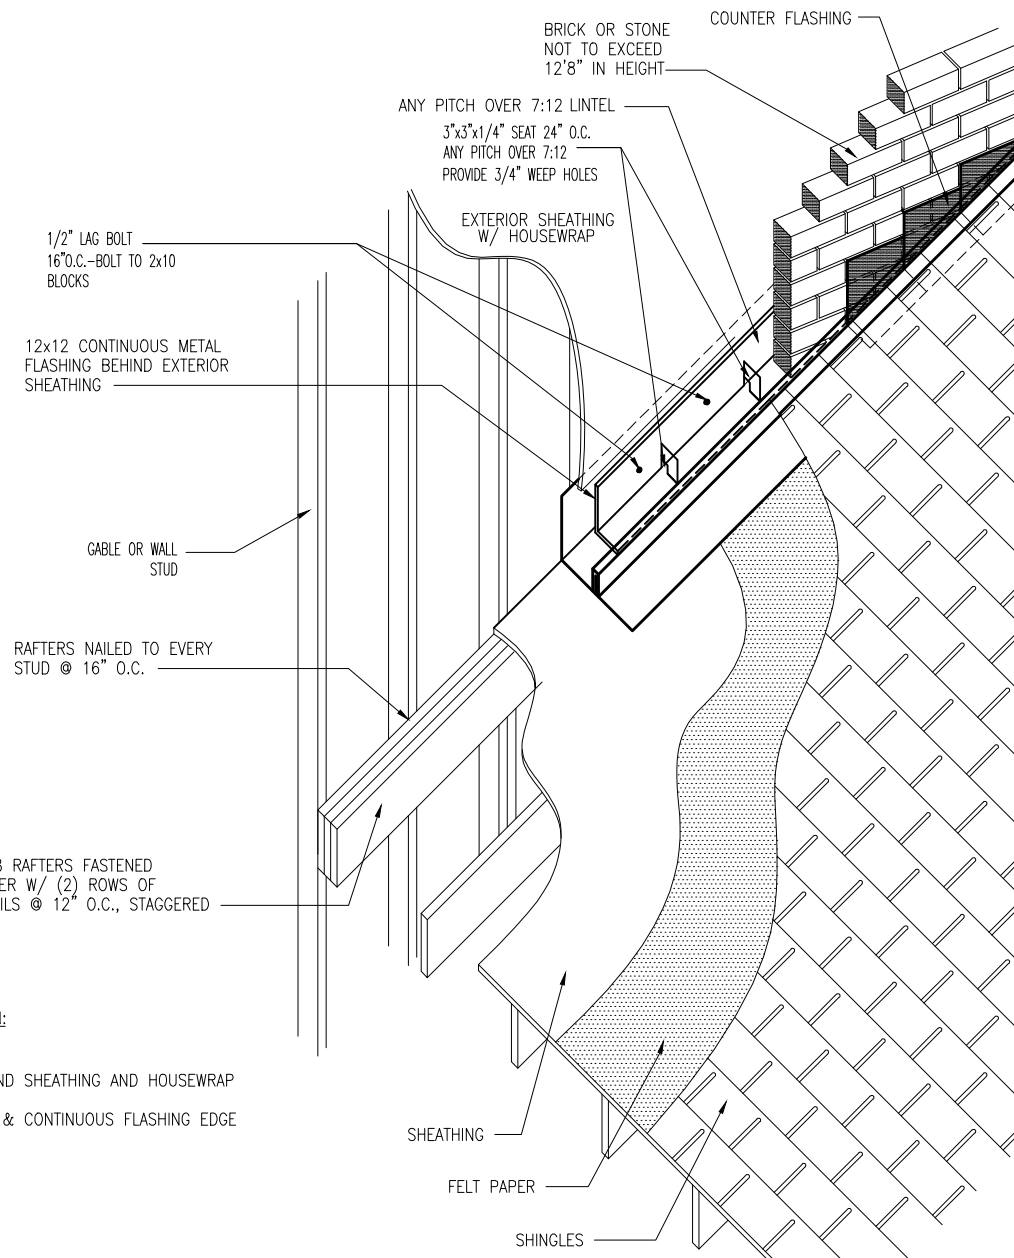 COUNTER FLASHING
BRICK OR STONE
NOT TO EXCEED
12'8" IN HEIGHT
ANY PITCH OVER 7:12 LINTEL
3"x3"x1/4" SEAT 24" O.C.
ANY PITCH OVER 7:12
PROVIDE 3/4" WEEP HOLES
EXTERIOR SHEATHING
W/ HOUSEWRAP
1/2" LAG BOLT
16"O.C.-BOLT TO 2x10
BLOCKS
12x12 CONTINUOUS METAL
FLASHING BEHIND EXTERIOR
SHEATHING
GABLE OR WALL
STUD
RAFTERS NAILED TO EVERY
STUD @ 16" O.C.
RAFTERS FASTENED
W/ (2) ROWS OF
@ 12" O.C., STAGGERED
SHEATHING AND HOUSEWRAP
& CONTINUOUS FLASHING EDGE
SHEATHING
FELT PAPER
SHINGLES